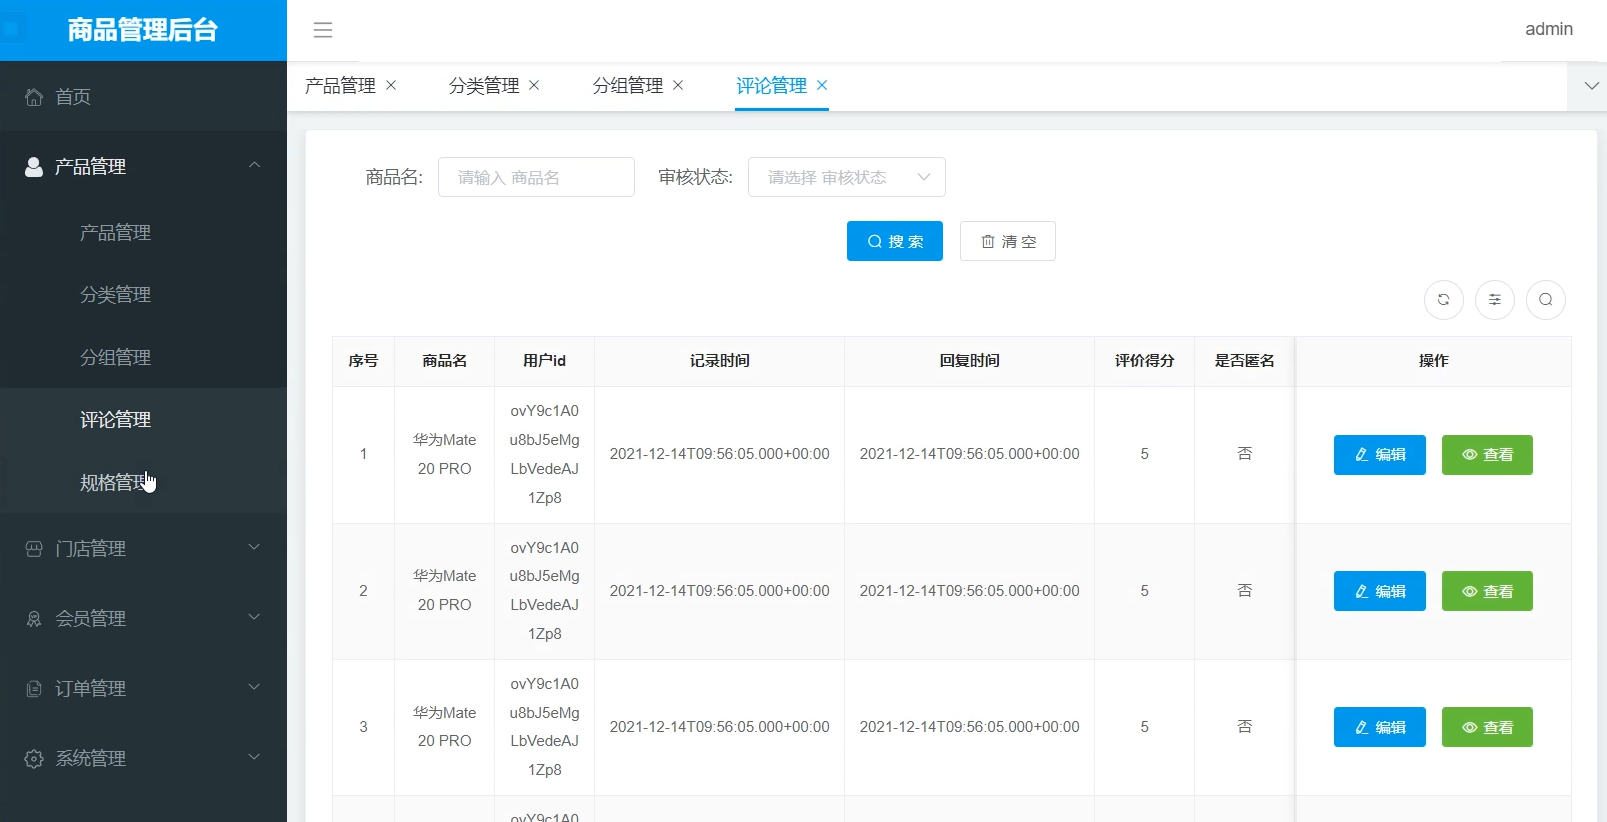 商品管理后台
admin
首页
产品管理
产品管理
分类管理
分组管理
评论管理
规格管理
门店管理
会员管理
订单管理
系统管理
产品管理 分类管理 分组管理 评论管理
商品名: 请输入 商品名 审核状态: 请选择 审核状态
搜 索 清 空
序号 商品名 用户id 记录时间 回复时间 评价得分 是否匿名 操作
1 华为Mate 20 PRO ovY9c1A0u8bJ5eMgLbVedeAJ1Zp8 2021-12-14T09:56:05.000+00:00 2021-12-14T09:56:05.000+00:00 5 否 编辑 查看
2 华为Mate 20 PRO ovY9c1A0u8bJ5eMgLbVedeAJ1Zp8 2021-12-14T09:56:05.000+00:00 2021-12-14T09:56:05.000+00:00 5 否 编辑 查看
3 华为Mate 20 PRO ovY9c1A0u8bJ5eMgLbVedeAJ1Zp8 2021-12-14T09:56:05.000+00:00 2021-12-14T09:56:05.000+00:00 5 否 编辑 查看
ovY9c1A0